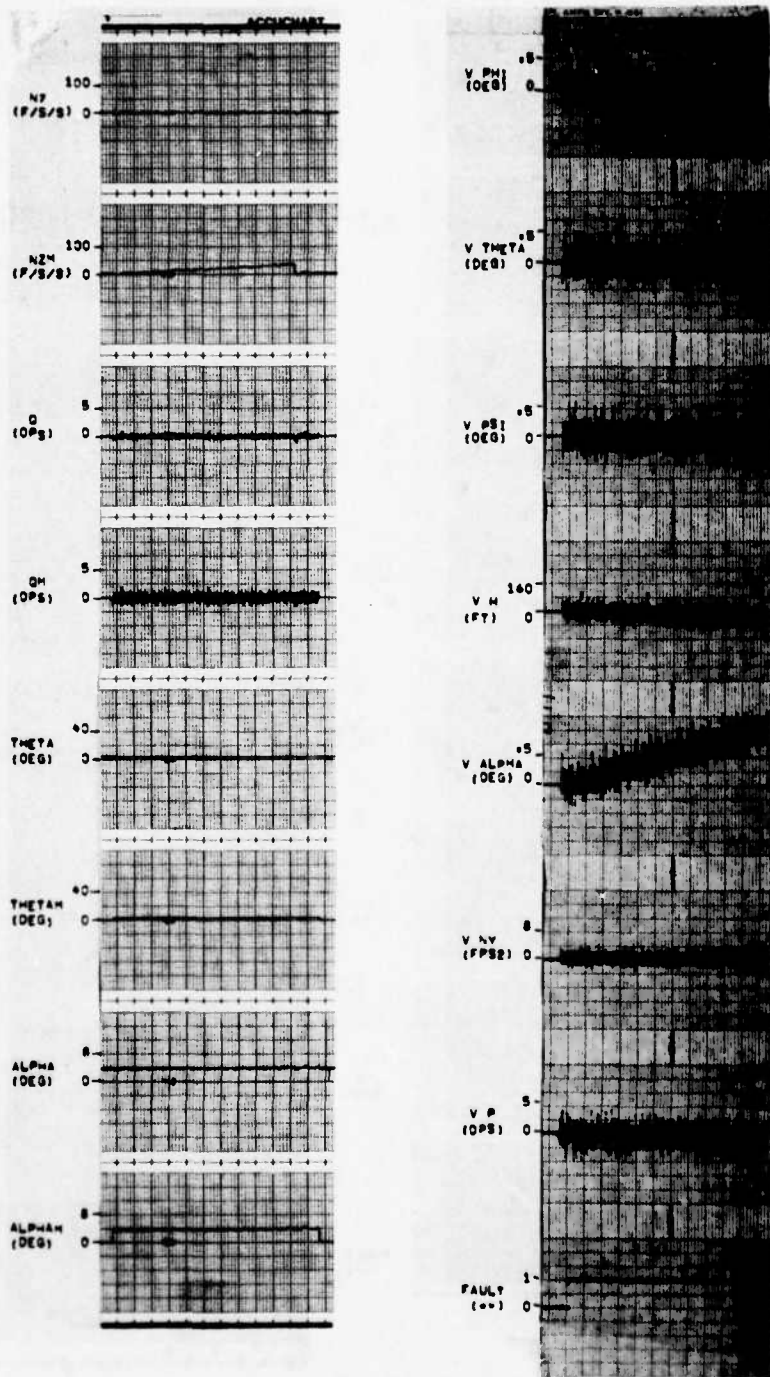 ACCUCHART
100
NY
(F/S/S) 0
100
NZM
(F/S/S) 0
5
Q
(DPS) 0
5
QM
(DPS) 0
40
THETA
(DEG) 0
40
THETAM
(DEG) 0
8
ALPHA
(DEG) 0
8
ALPHAM
(DEG) 0
.5
V PHI
(DEG) 0
.5
V THETA
(DEG) 0
.5
V PSI
(DEG) 0
160
V H
(FT) 0
.5
V ALPHA
(DEG) 0
8
V NY
(FPS2) 0
5
V P
(DPS) 0
1
FAULT
(**) 0